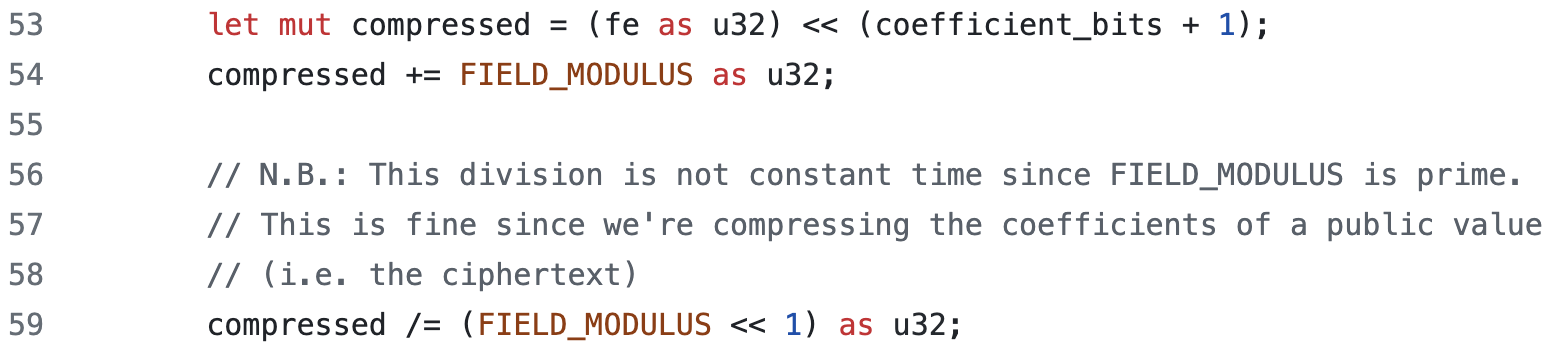 53 let mut compressed = (fe as u32) << (coefficient_bits + 1);
54 compressed += FIELD_MODULUS as u32;
55
56 // N.B.: This division is not constant time since FIELD_MODULUS is prime.
57 // This is fine since we're compressing the coefficients of a public value
58 // (i.e. the ciphertext)
59 compressed /= (FIELD_MODULUS << 1) as u32;